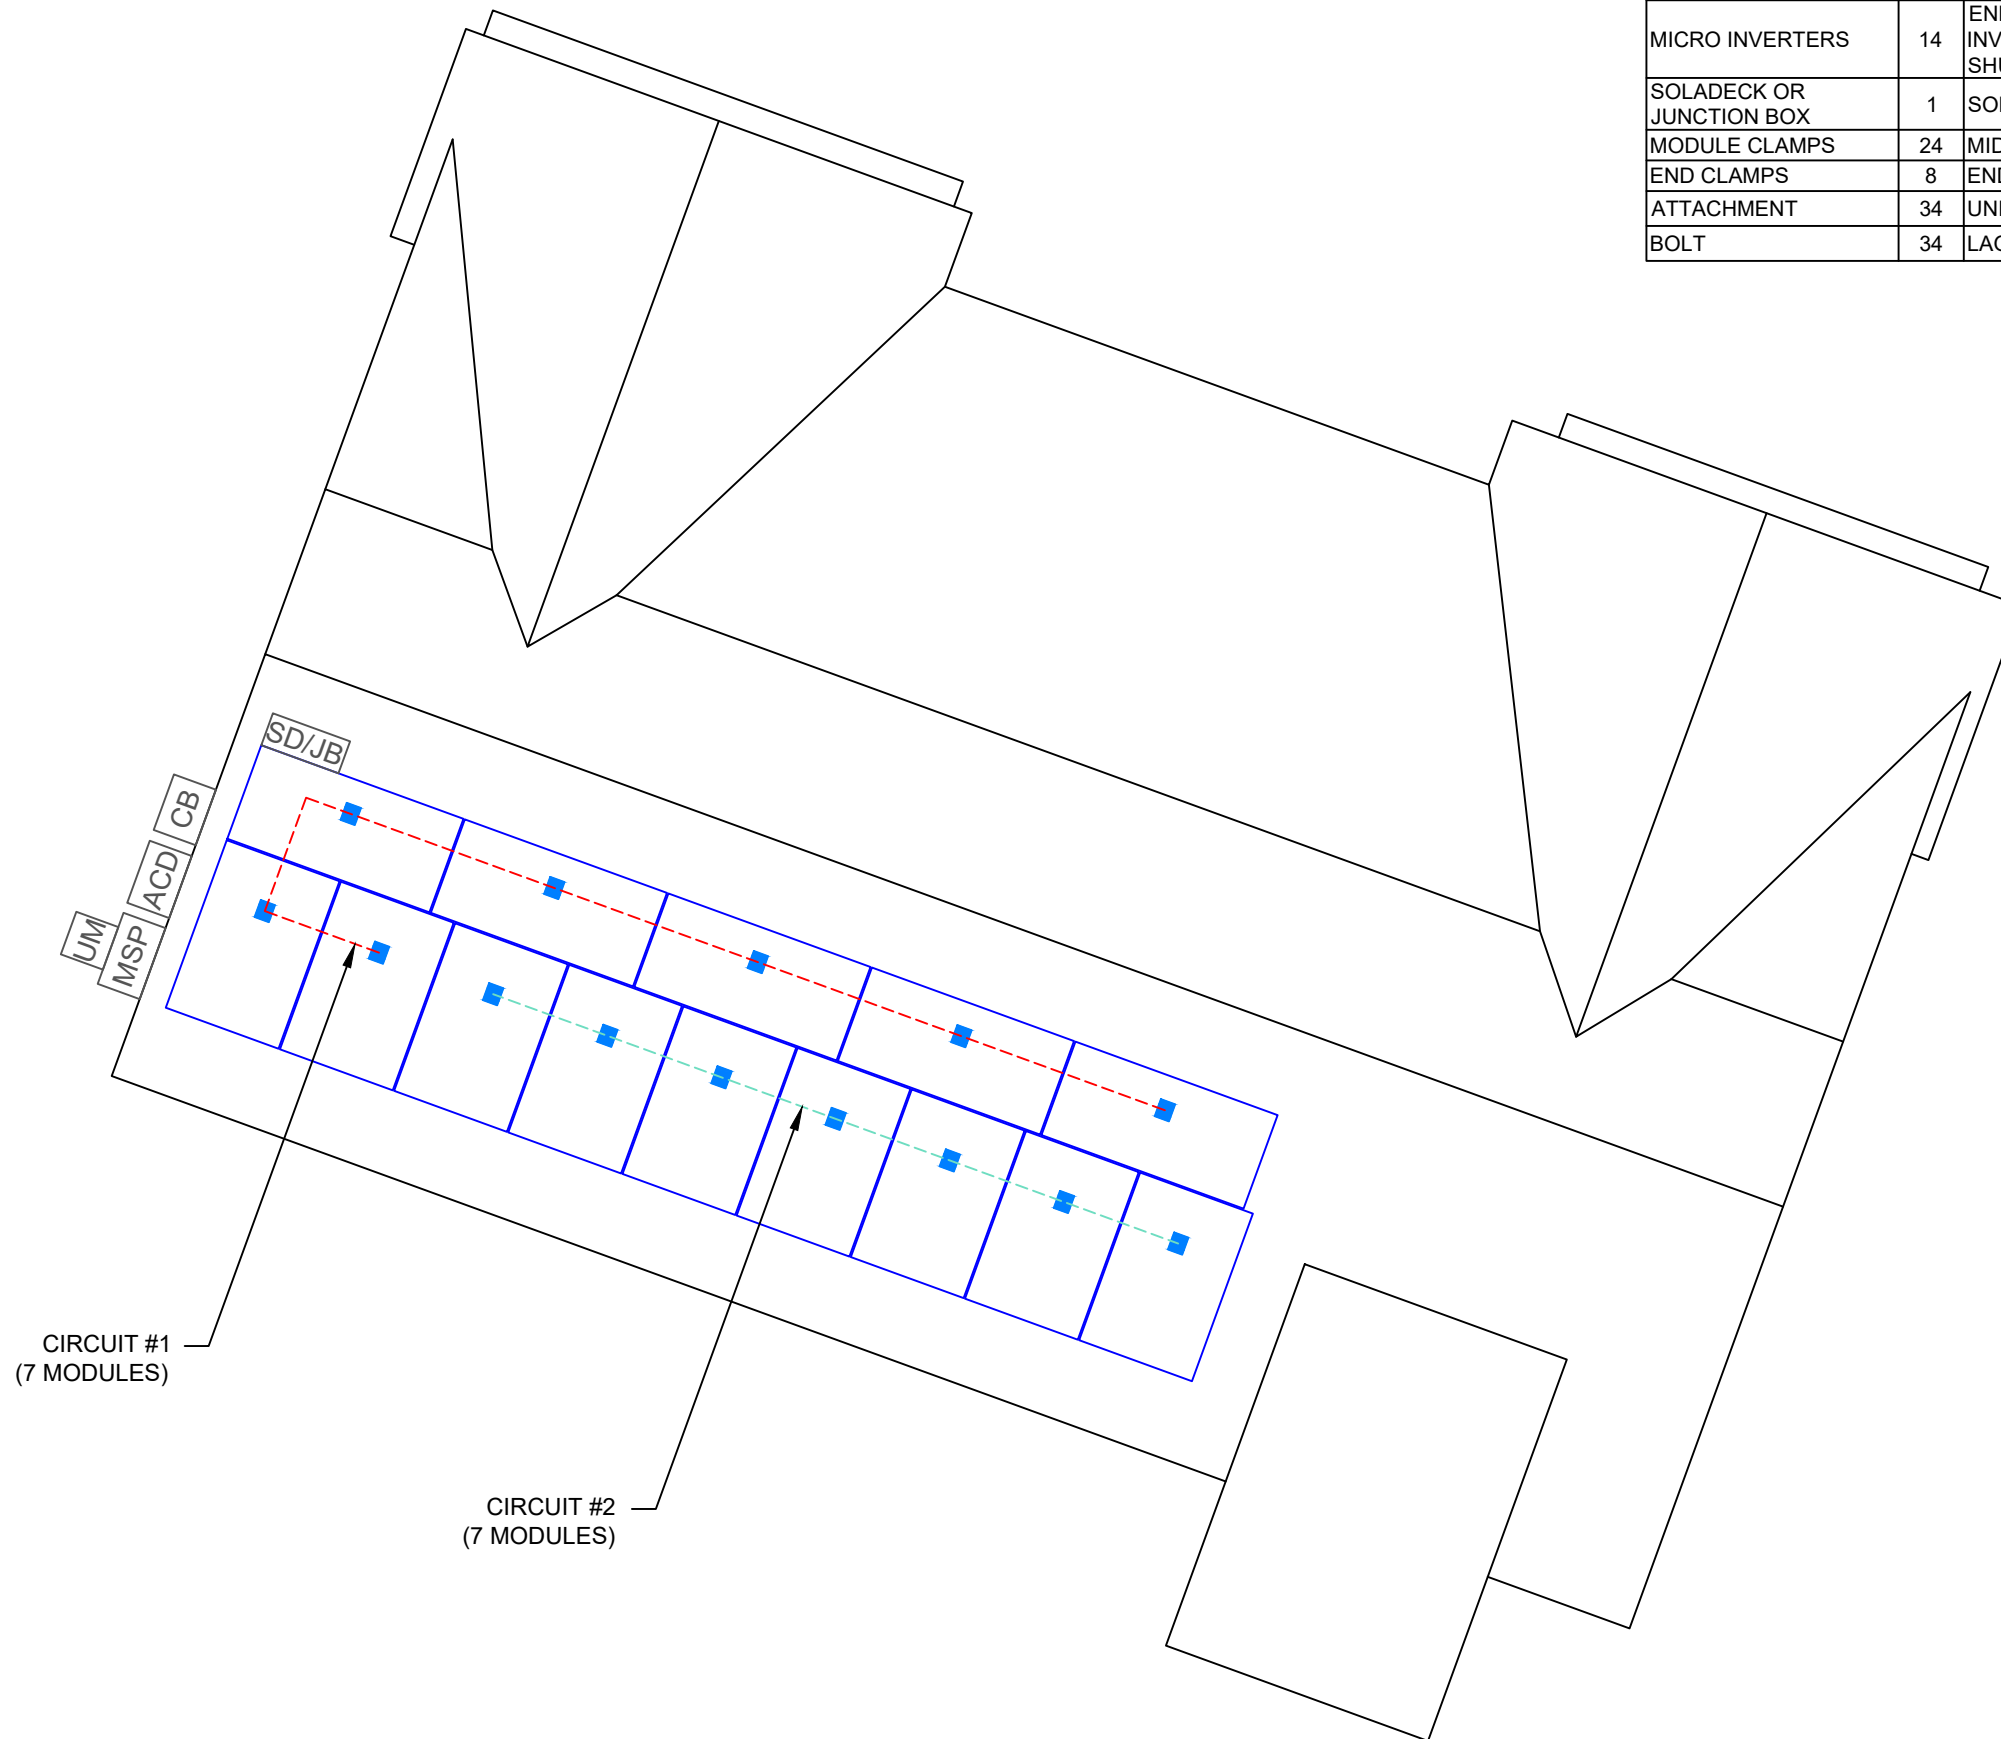 MICRO INVERTERS 14
SOLADECK OR
JUNCTION BOX 1
MODULE CLAMPS 24
END CLAMPS 8
ATTACHMENT 34
BOLT 34
SD/JB
CB
ACD
UM
MSP
CIRCUIT #1
(7 MODULES)
CIRCUIT #2
(7 MODULES)